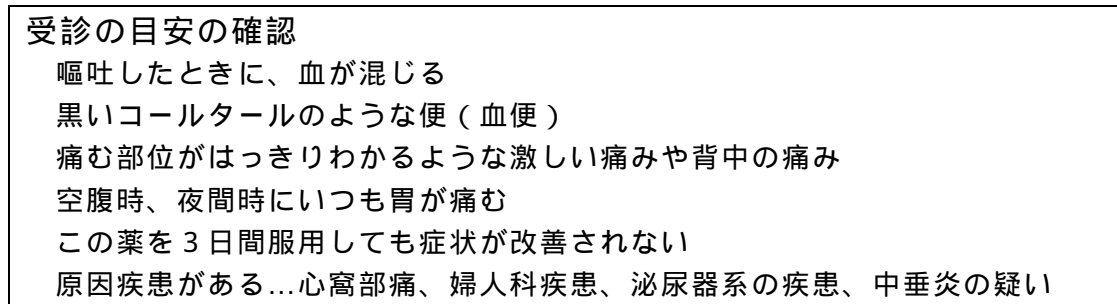 受診の目安の確認
嘔吐したときに、血が混じる
黒いコールタールのような便（血便）
痛む部位がはっきりわかるような激しい痛みや背中の痛み
空腹時、夜間時にいつも胃が痛む
この薬を３日間服用しても症状が改善されない
原因疾患がある…心窩部痛、婦人科疾患、泌尿器系の疾患、中垂炎の疑い